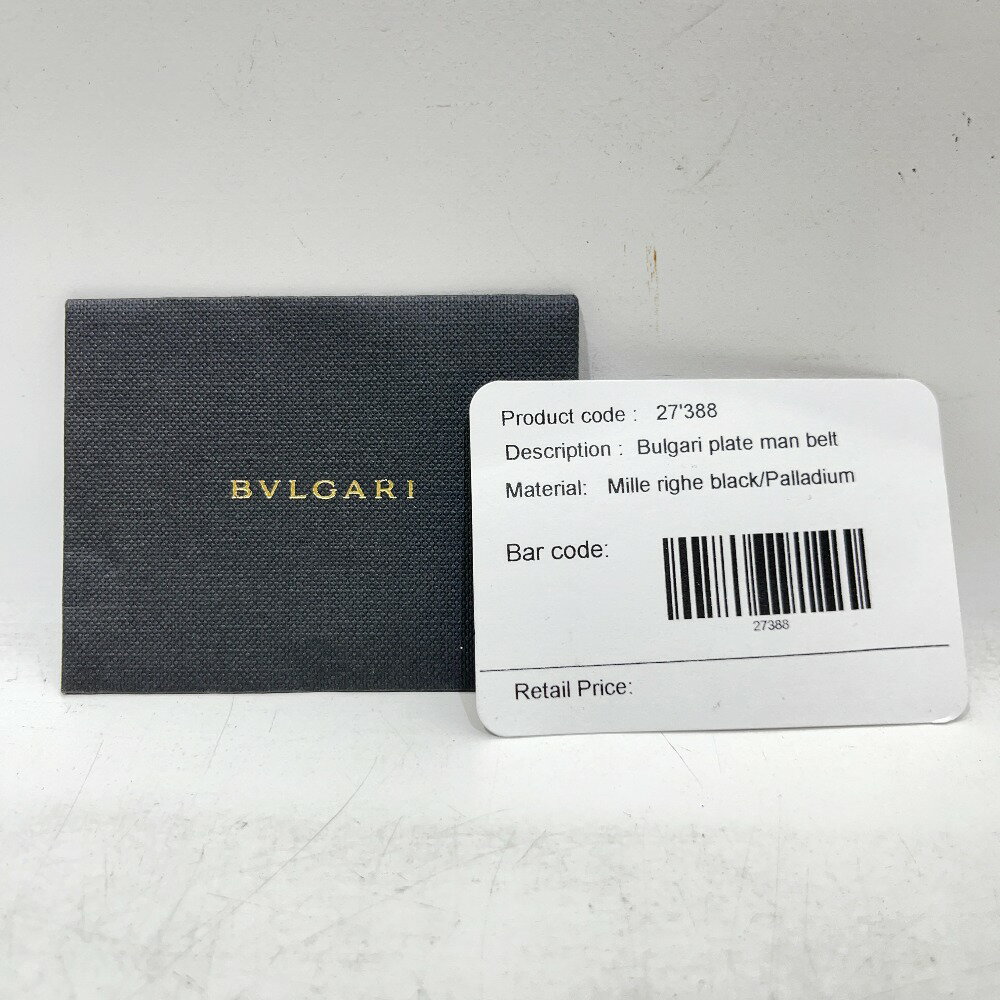 BVLGARI
Product code : 27'388
Description : Bulgari plate man belt
Material: Mille righe black/Palladium
Bar code:
27388
Retail Price: